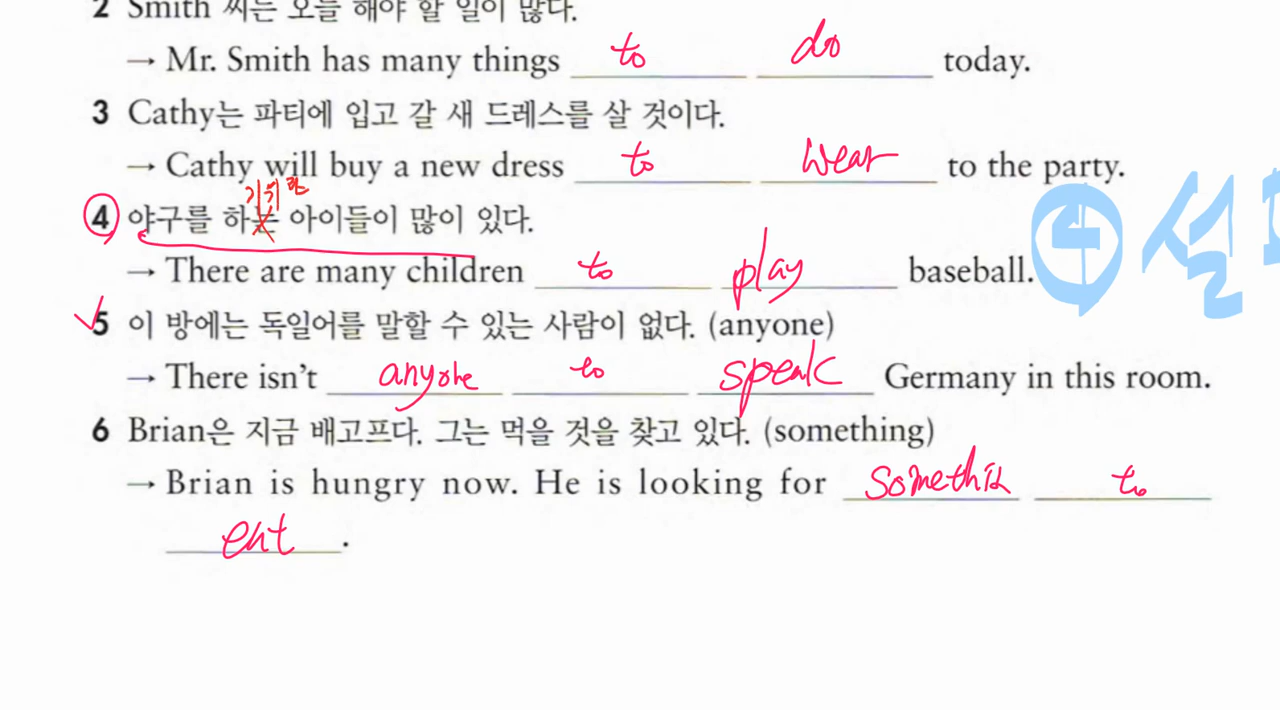 2 Smith 씨는 오늘 해야 할 일이 많다.
→ Mr. Smith has many things to do today.
3 Cathy는 파티에 입고 갈 새 드레스를 살 것이다.
→ Cathy will buy a new dress to wear to the party.
기위한
4 야구를 하는 아이들이 많이 있다.
→ There are many children to play baseball.
④ 설
5 이 방에는 독일어를 말할 수 있는 사람이 없다. (anyone)
→ There isn't anyone to speak Germany in this room.
6 Brian은 지금 배고프다. 그는 먹을 것을 찾고 있다. (something)
→ Brian is hungry now. He is looking for something to
eat.